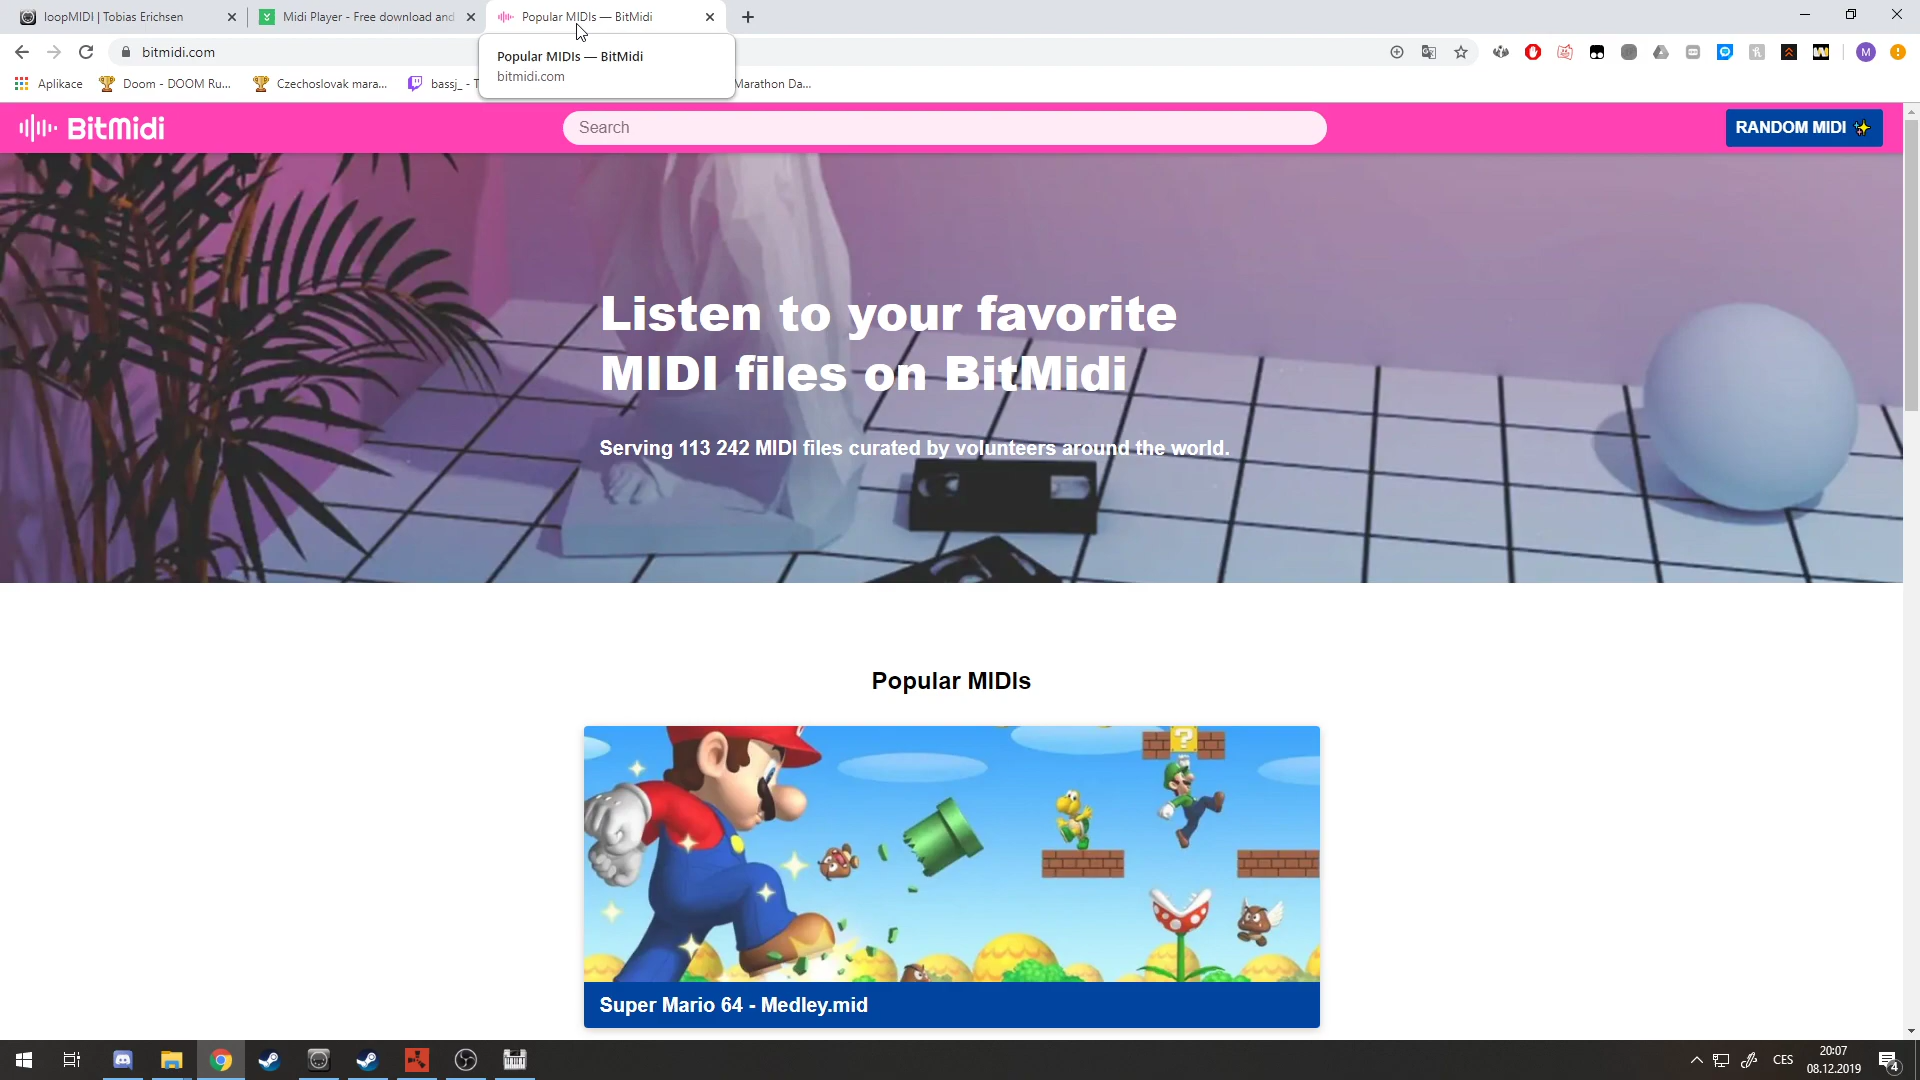 loopMIDI | Tobias Erichsen
Midi Player - Free download and
Popular MIDIs — BitMidi
bitmidi.com
Popular MIDIs — BitMidi
bitmidi.com
Aplikace
Doom - DOOM Ru...
Czechoslovak mara...
bassj_ - T
Marathon Da...
BitMidi
Search
RANDOM MIDI ✨
Listen to your favorite
MIDI files on BitMidi
Serving 113 242 MIDI files curated by volunteers around the world.
Popular MIDIs
Super Mario 64 - Medley.mid
CES
20:07
08.12.2019
4